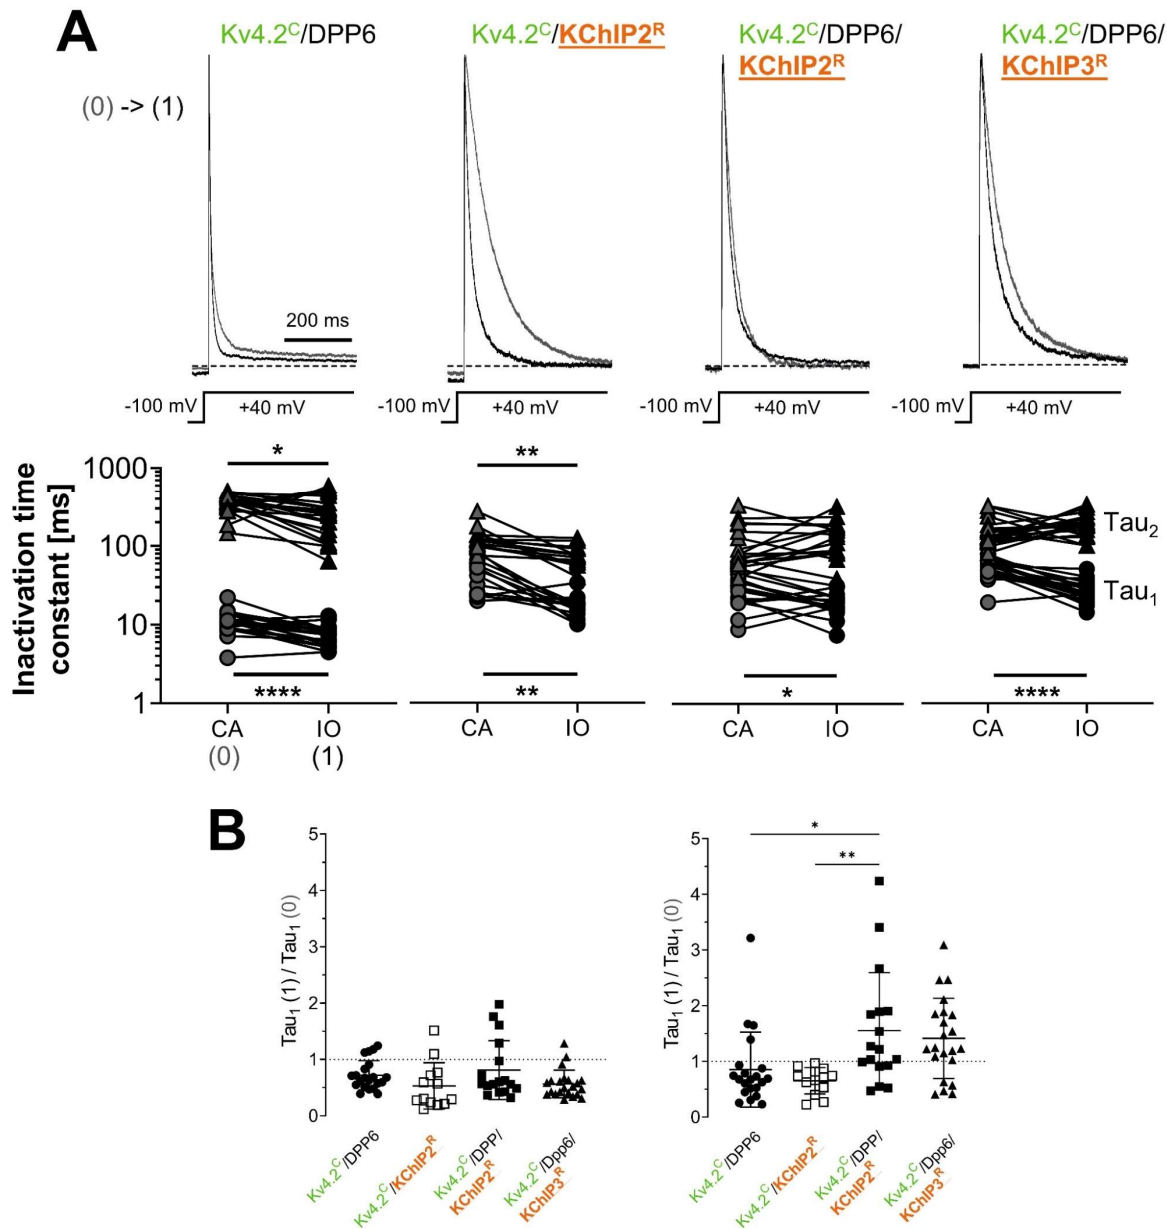 A
Kv4.2C/DPP6
Kv4.2C/KChIP2R
Kv4.2C/DPP6/
KChIP2R
Kv4.2C/DPP6/
KChIP3R
(0) -> (1)
200 ms
-100 mV
+40 mV
-100 mV
+40 mV
-100 mV
+40 mV
-100 mV
+40 mV
Inactivation time
constant [ms]
1000
100
10
1
*
****
**
**
*
****
Tau2
Tau1
CA
IO
CA
IO
CA
IO
CA
IO
(0)
(1)
B
Tau1 (1) / Tau1 (0)
5
4
3
2
1
0
Kv4.2C/DPP6
Kv4.2C/KChIP2R
Kv4.2C/DPP/
KChIP2R
Kv4.2C/Dpp6/
KChIP3R
Tau1 (1) / Tau1 (0)
5
4
3
2
1
0
*
**
Kv4.2C/DPP6
Kv4.2C/KChIP2R
Kv4.2C/DPP/
KChIP2R
Kv4.2C/Dpp6/
KChIP3R